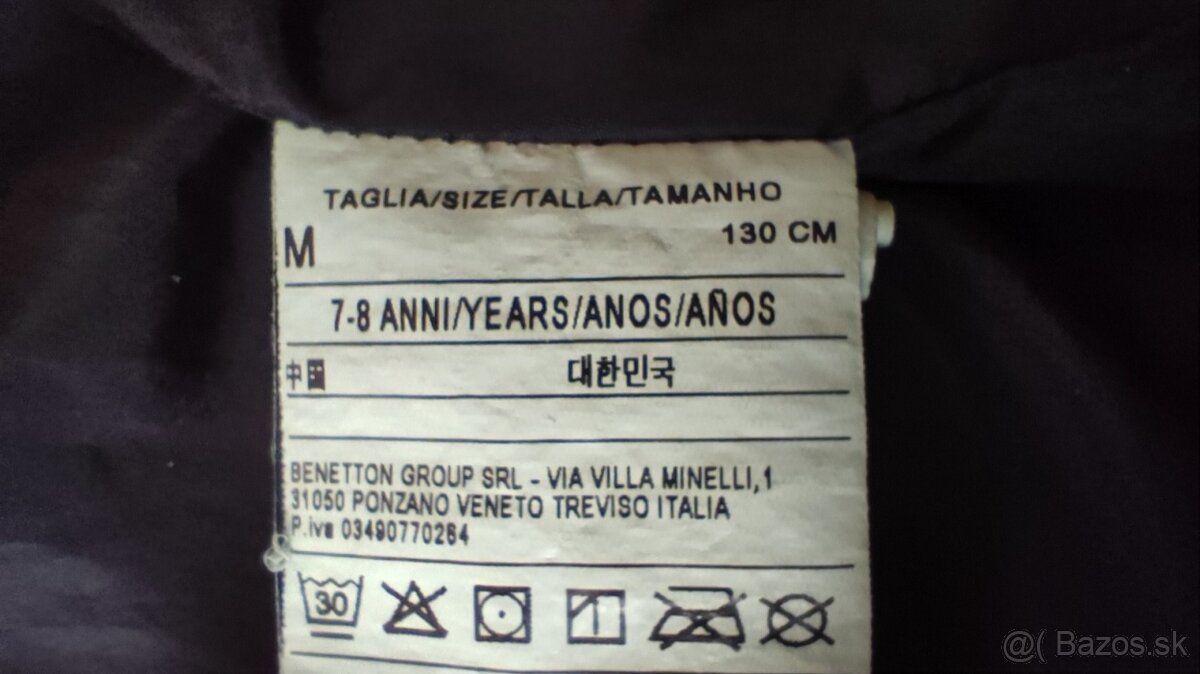 TAGLIA/SIZE/TALLA/TAMANHO
M 130 CM
7-8 ANNI/YEARS/ANOS/AÑOS
中国 대한민국
BENETTON GROUP SRL - VIA VILLA MINELLI,1
31050 PONZANO VENETO TREVISO ITALIA
P.iva 03490770264
30
@( Bazos.sk